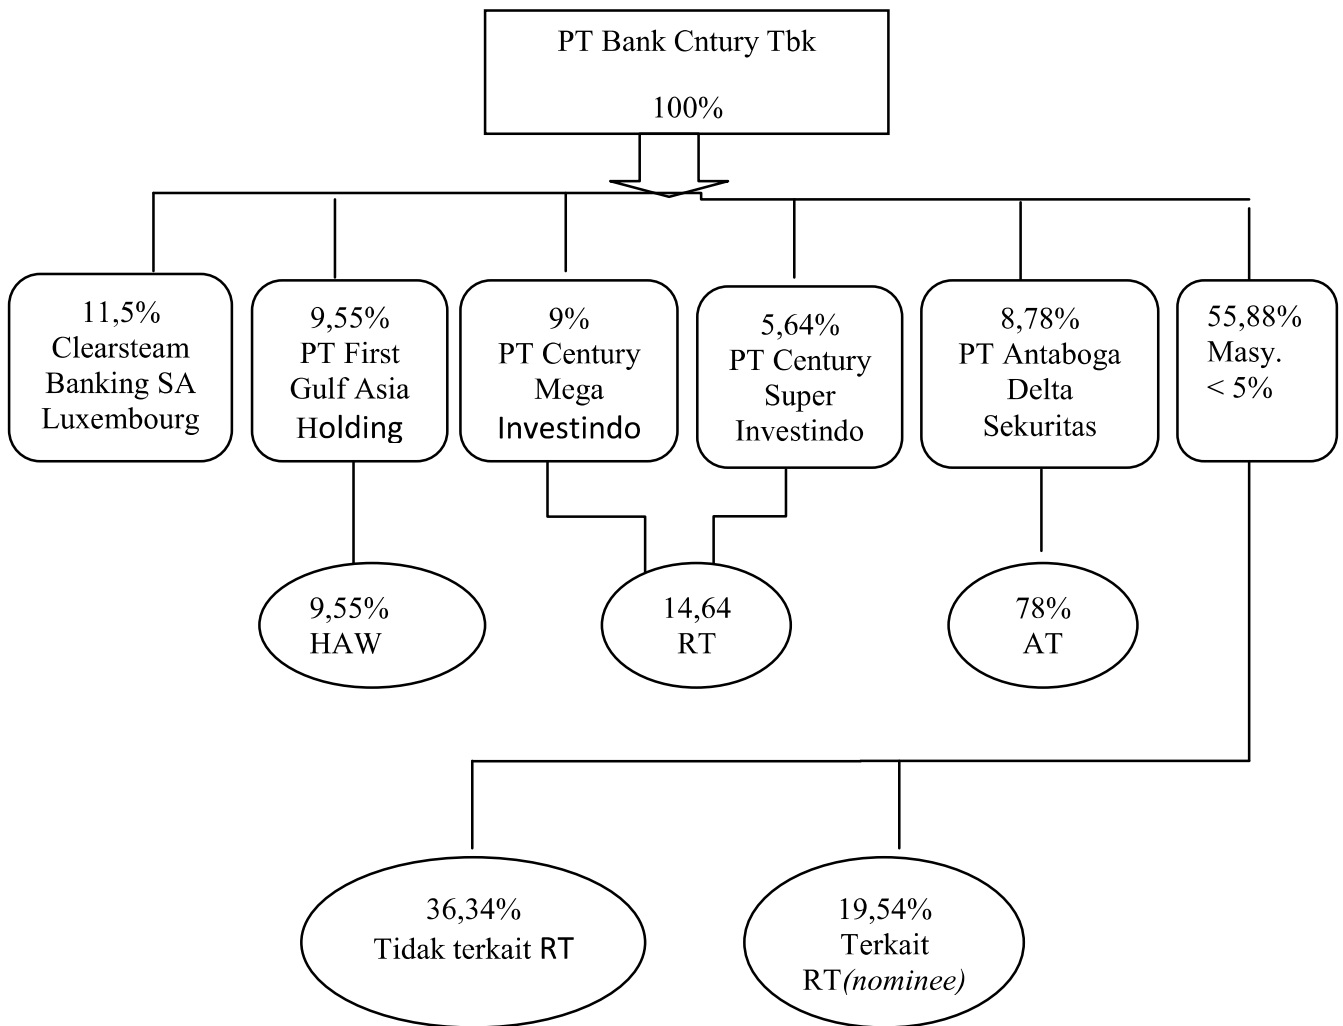 PT Bank Cntury Tbk
100%
11,5%
Clearsteam
Banking SA
Luxembourg
9,55%
PT First
Gulf Asia
Holding
9%
PT Century
Mega
Investindo
5,64%
PT Century
Super
Investindo
8,78%
PT Antaboga
Delta
Sekuritas
55,88%
Masy.
< 5%
9,55%
HAW
14,64
RT
78%
AT
36,34%
Tidak terkait RT
19,54%
Terkait
RT(nominee)